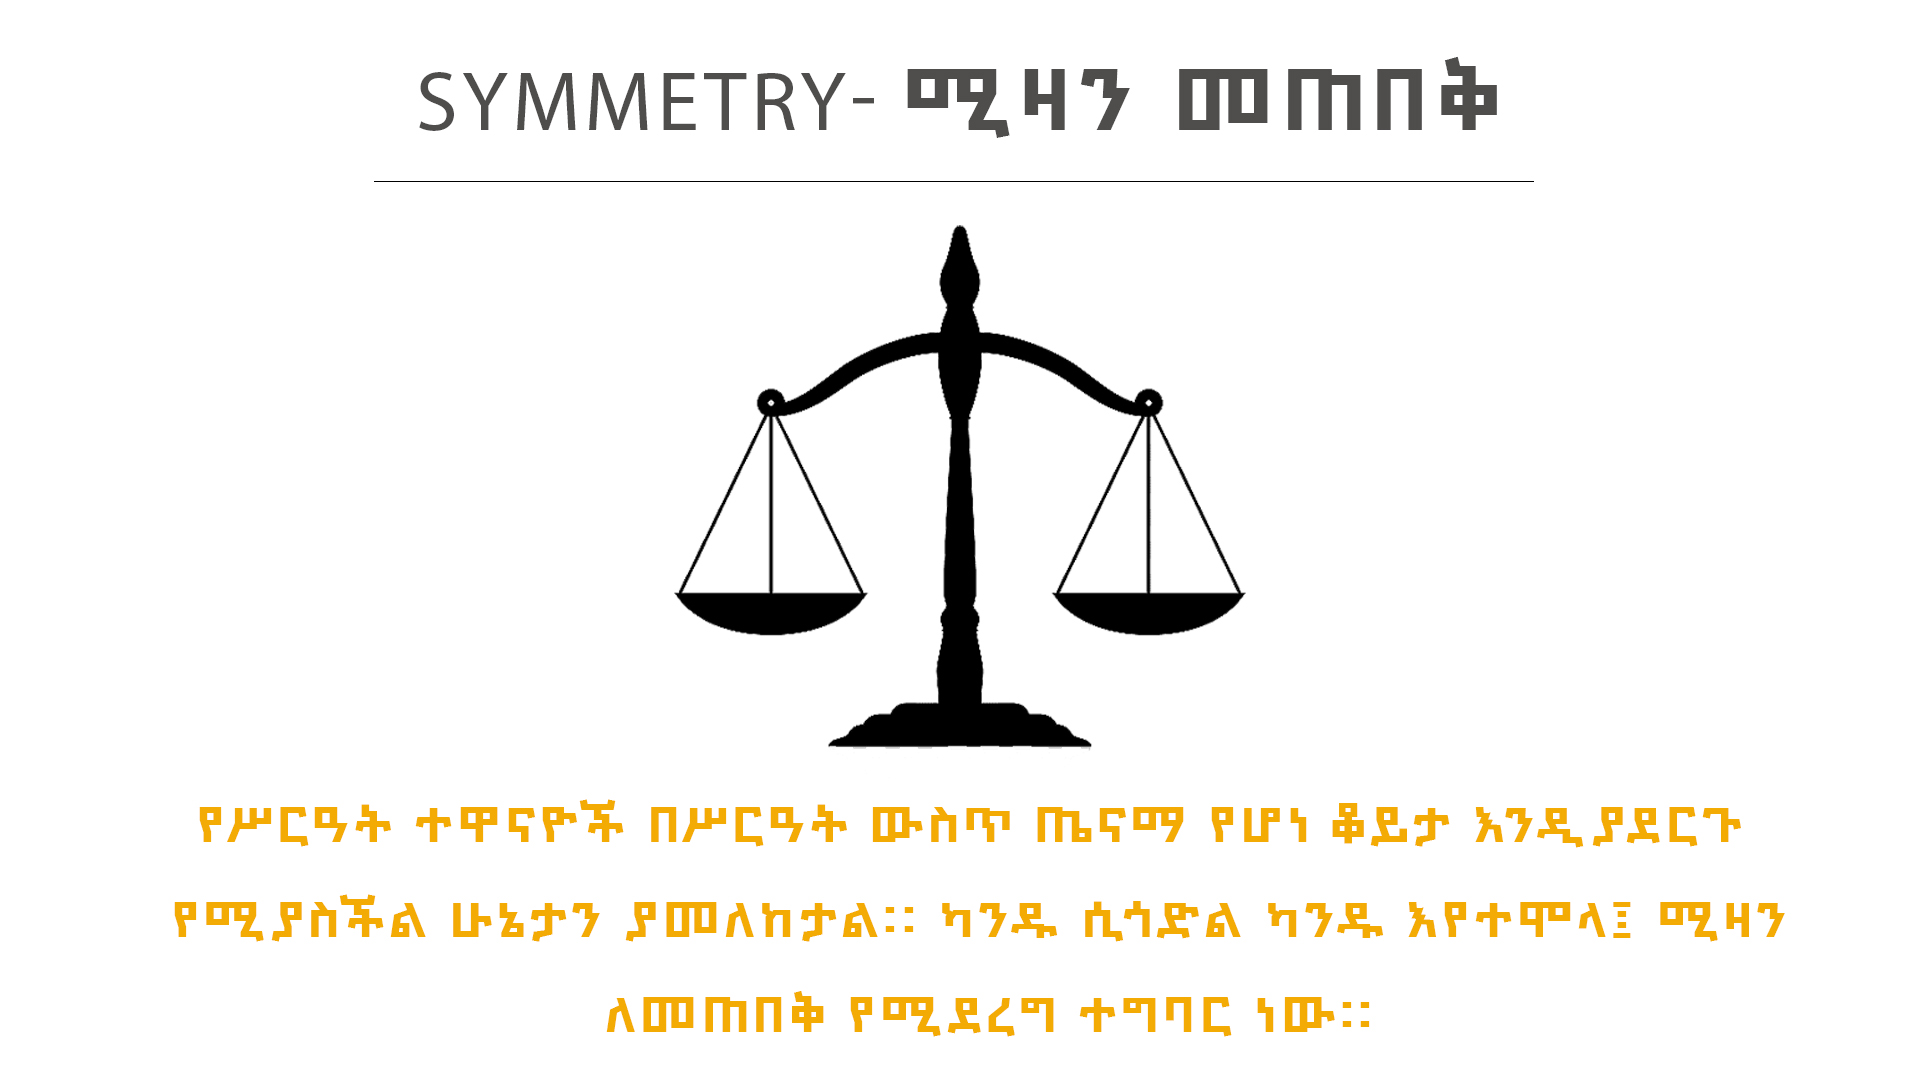 SYMMETRY- ሚዛን መጠበቅ
የሥርዓት ተዋናዮች በሥርዓት ውስጥ ጤናማ የሆነ ቆይታ እንዲያደርጉ
የሚያስችል ሁኔታን ያመለክታል። ካንዱ ሲጎድል ካንዱ እየተሞላ፤ ሚዛን
ለመጠበቅ የሚደረግ ተግባር ነው።